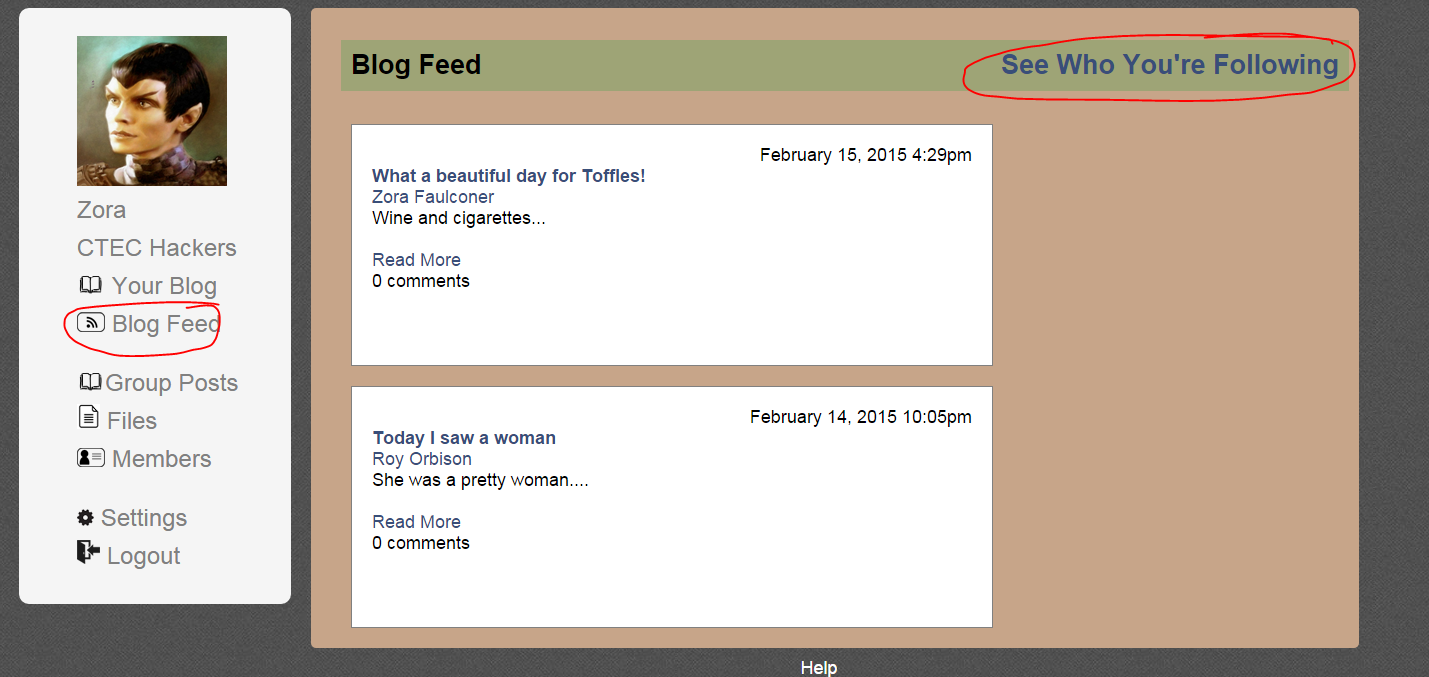 Zora
CTEC Hackers
Your Blog
Blog Feed
Group Posts
Files
Members
Settings
Logout
Blog Feed
See Who You're Following
February 15, 2015 4:29pm
What a beautiful day for Toffles!
Zora Faulconer
Wine and cigarettes...
Read More
0 comments
February 14, 2015 10:05pm
Today I saw a woman
Roy Orbison
She was a pretty woman....
Read More
0 comments
Help